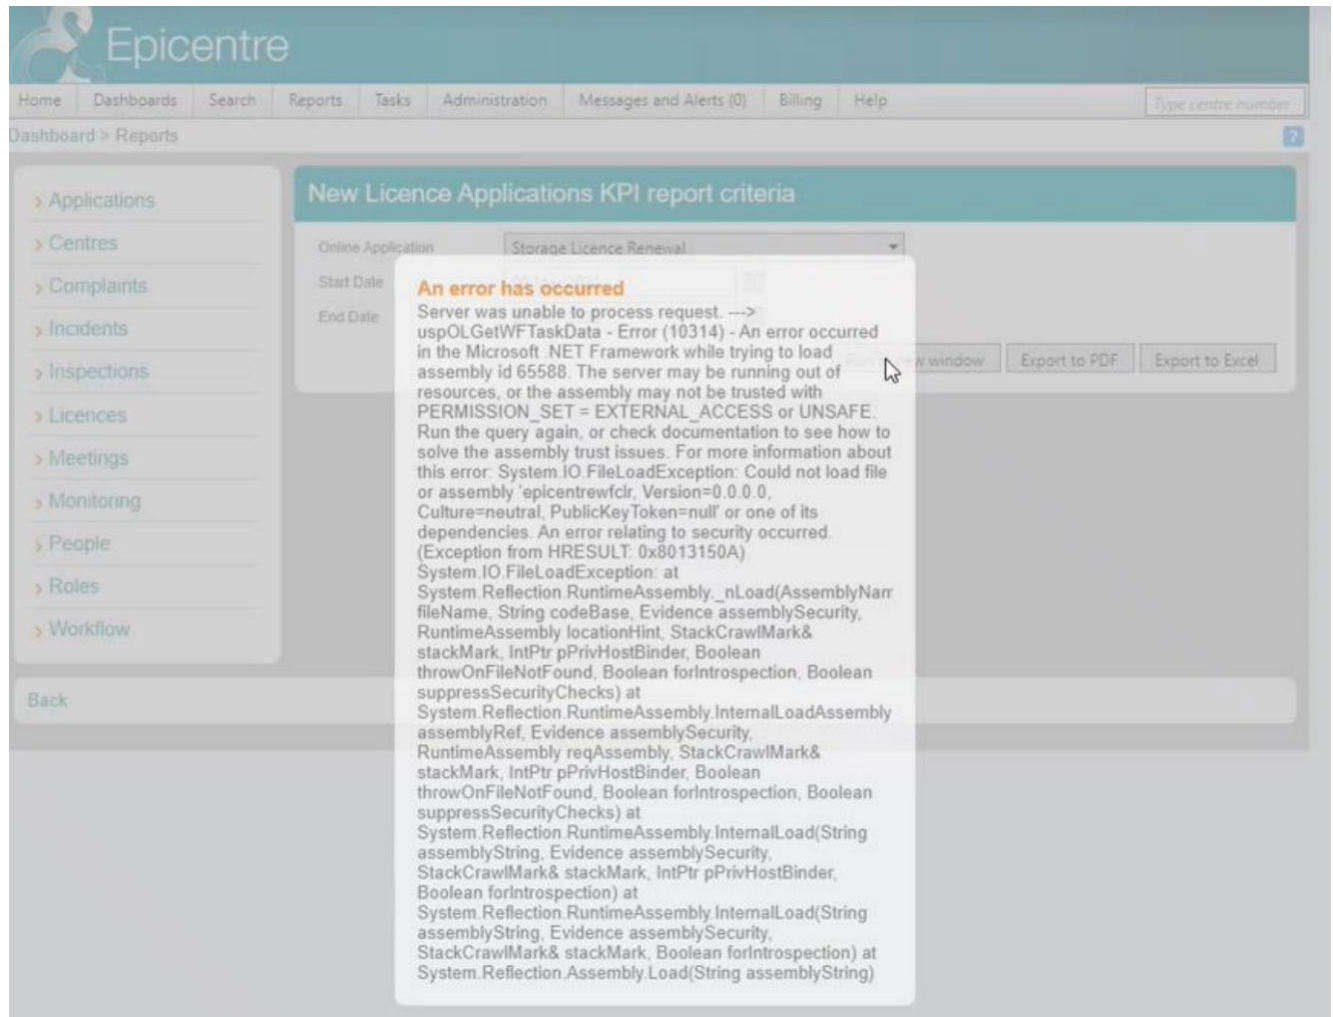 Epicentre
Home Dashboards Search Reports Tasks Administration Messages and Alerts (0) Billing Help Type centre number
Dashboard > Reports ?
Applications
Centres
Complaints
Incidents
Inspections
Licences
Meetings
Monitoring
People
Roles
Workflow
New Licence Applications KPI report criteria
Online Application Storage Licence Renewal
Start Date
End Date
new window Export to PDF Export to Excel
An error has occurred
Server was unable to process request. --->
uspOLGetWFTaskData - Error (10314) - An error occurred
in the Microsoft .NET Framework while trying to load
assembly id 65588. The server may be running out of
resources, or the assembly may not be trusted with
PERMISSION_SET = EXTERNAL_ACCESS or UNSAFE.
Run the query again, or check documentation to see how to
solve the assembly trust issues. For more information about
this error: System.IO.FileLoadException: Could not load file
or assembly 'epicentrewfclr, Version=0.0.0.0,
Culture=neutral, PublicKeyToken=null' or one of its
dependencies. An error relating to security occurred.
(Exception from HRESULT: 0x8013150A)
System.IO.FileLoadException: at
System.Reflection.RuntimeAssembly._nLoad(AssemblyNam
fileName, String codeBase, Evidence assemblySecurity,
RuntimeAssembly locationHint, StackCrawlMark&
stackMark, IntPtr pPrivHostBinder, Boolean
throwOnFileNotFound, Boolean forIntrospection, Boolean
suppressSecurityChecks) at
System.Reflection.RuntimeAssembly.InternalLoadAssembly
assemblyRef, Evidence assemblySecurity,
RuntimeAssembly reqAssembly, StackCrawlMark&
stackMark, IntPtr pPrivHostBinder, Boolean
throwOnFileNotFound, Boolean forIntrospection, Boolean
suppressSecurityChecks) at
System.Reflection.RuntimeAssembly.InternalLoad(String
assemblyString, Evidence assemblySecurity,
StackCrawlMark& stackMark, IntPtr pPrivHostBinder,
Boolean forIntrospection) at
System.Reflection.RuntimeAssembly.InternalLoad(String
assemblyString, Evidence assemblySecurity,
StackCrawlMark& stackMark, Boolean forIntrospection) at
System.Reflection.Assembly.Load(String assemblyString)
Back